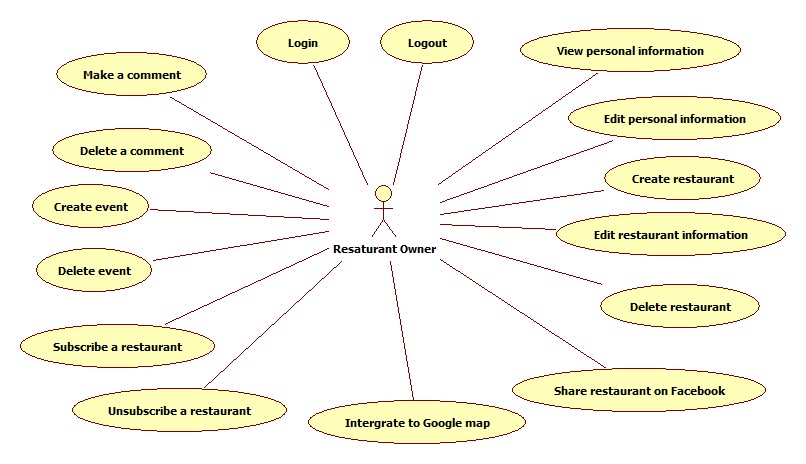 Login
Logout
View personal information
Make a comment
Edit personal information
Delete a comment
Create restaurant
Create event
Edit restaurant information
Resaturant Owner
Delete event
Delete restaurant
Subscribe a restaurant
Share restaurant on Facebook
Unsubscribe a restaurant
Intergrate to Google map